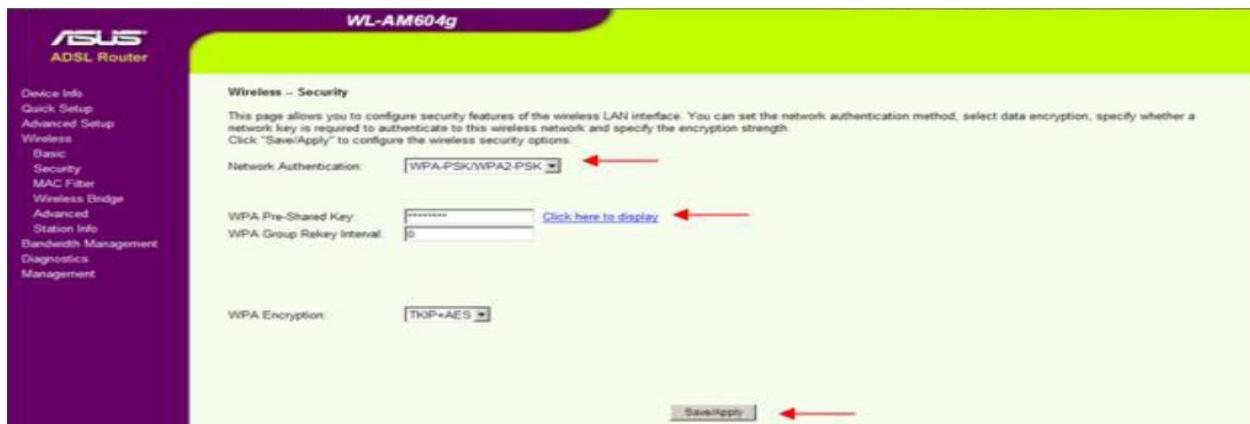 WL-AM604g
ASUS
ADSL Router
Device Info
Quick Setup
Advanced Setup
Wireless
Basic
Security
MAC Filter
Wireless Bridge
Advanced
Station Info
Bandwidth Management
Diagnostics
Management
Wireless -- Security
This page allows you to configure security features of the wireless LAN interface. You can set the network authentication method, select data encryption, specify whether a
network key is required to authenticate to this wireless network and specify the encryption strength.
Click "Save/Apply" to configure the wireless security options.
Network Authentication: WPA-PSK/WPA2-PSK
WPA Pre-Shared Key: ******** Click here to display
WPA Group Rekey Interval: 0
WPA Encryption: TKIP+AES
Save/Apply